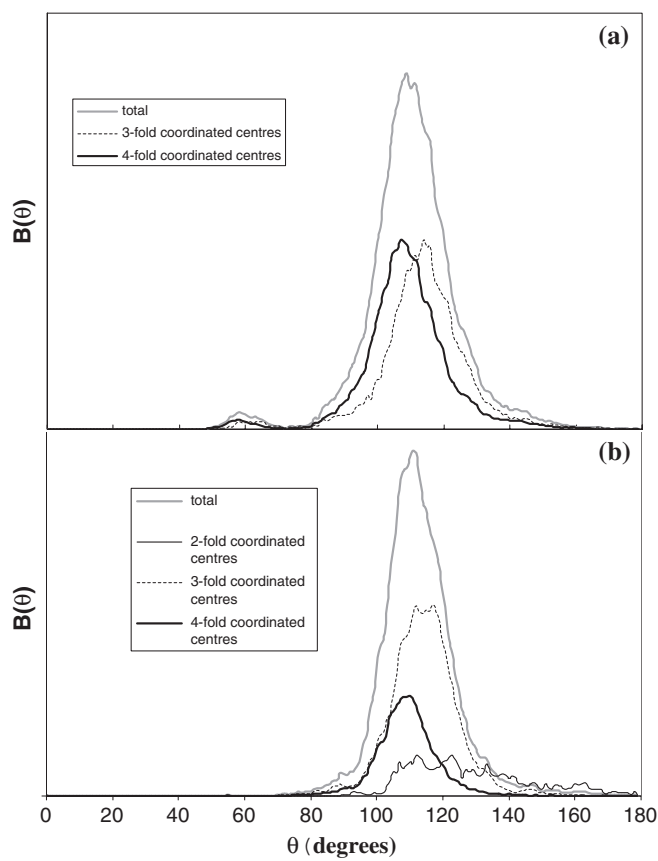 (a)
total
3-fold coordinated centres
4-fold coordinated centres
B(θ)
(b)
total
2-fold coordinated
centres
3-fold coordinated
centres
4-fold coordinated
centres
B(θ)
0 20 40 60 80 100 120 140 160 180
θ (degrees)